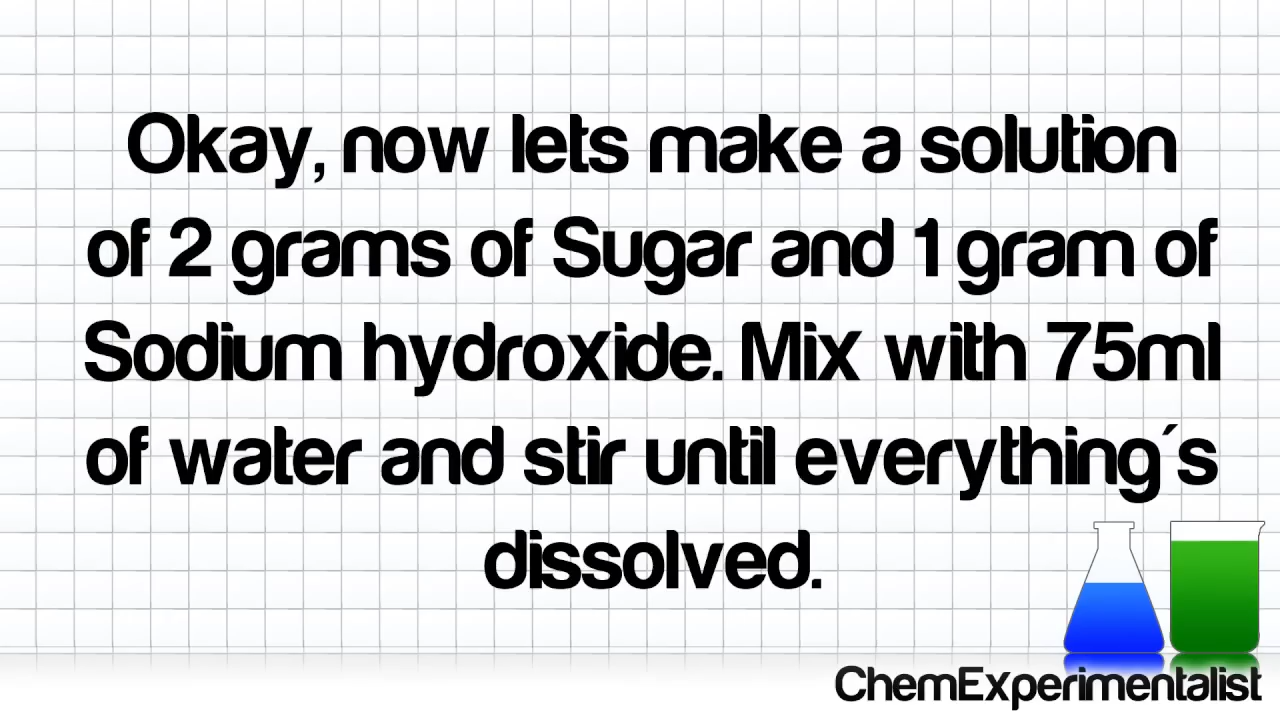 Okay, now lets make a solution
of 2 grams of Sugar and 1 gram of
Sodium hydroxide. Mix with 75ml
of water and stir until everything´s
dissolved.
ChemExperimentalist